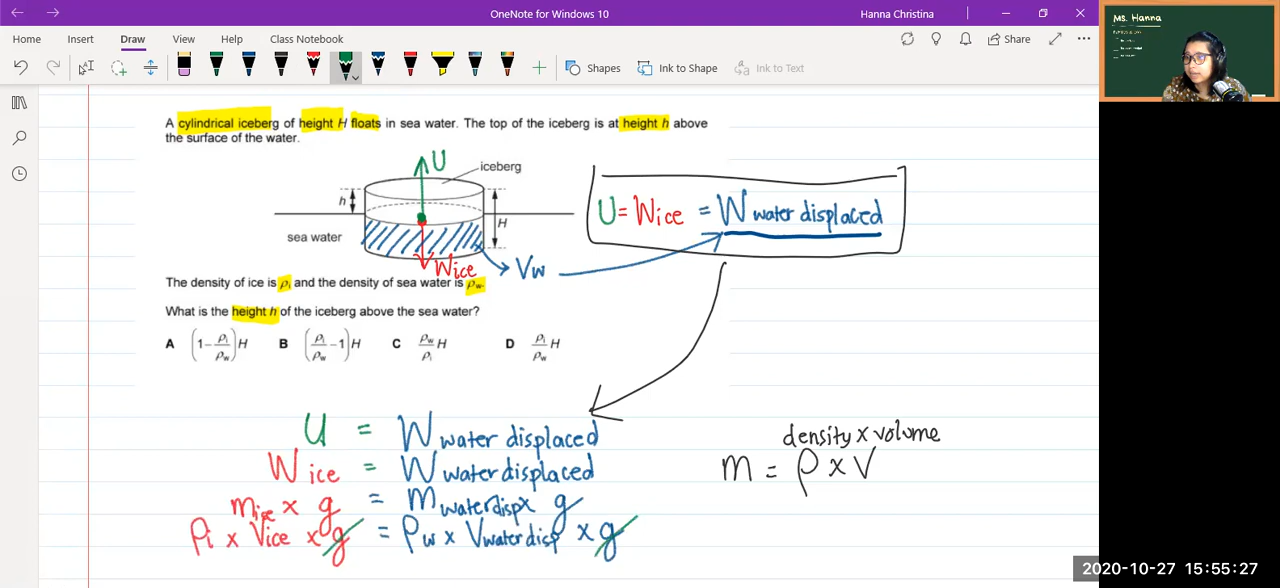 OneNote for Windows 10
Hanna Christina
Home Insert Draw View Help Class Notebook
Share
Shapes
Ink to Shape
Ink to Text
Ms. Hanna
A cylindrical iceberg of height H floats in sea water. The top of the iceberg is at height h above
the surface of the water.
U
iceberg
h
H
sea water
Wice
Vw
U = Wice = W water displaced
The density of ice is ρi and the density of sea water is ρw.
What is the height h of the iceberg above the sea water?
A (1 − ρi/ρw)H B (ρi/ρw − 1)H C ρw/ρi H D ρi/ρw H
U = W water displaced
W ice = W water displaced
mice × g = m water disp × g
ρi × Vice × g = ρw × Vwater disp × g
density × volume
m = ρ × V
2020-10-27 15:55:27